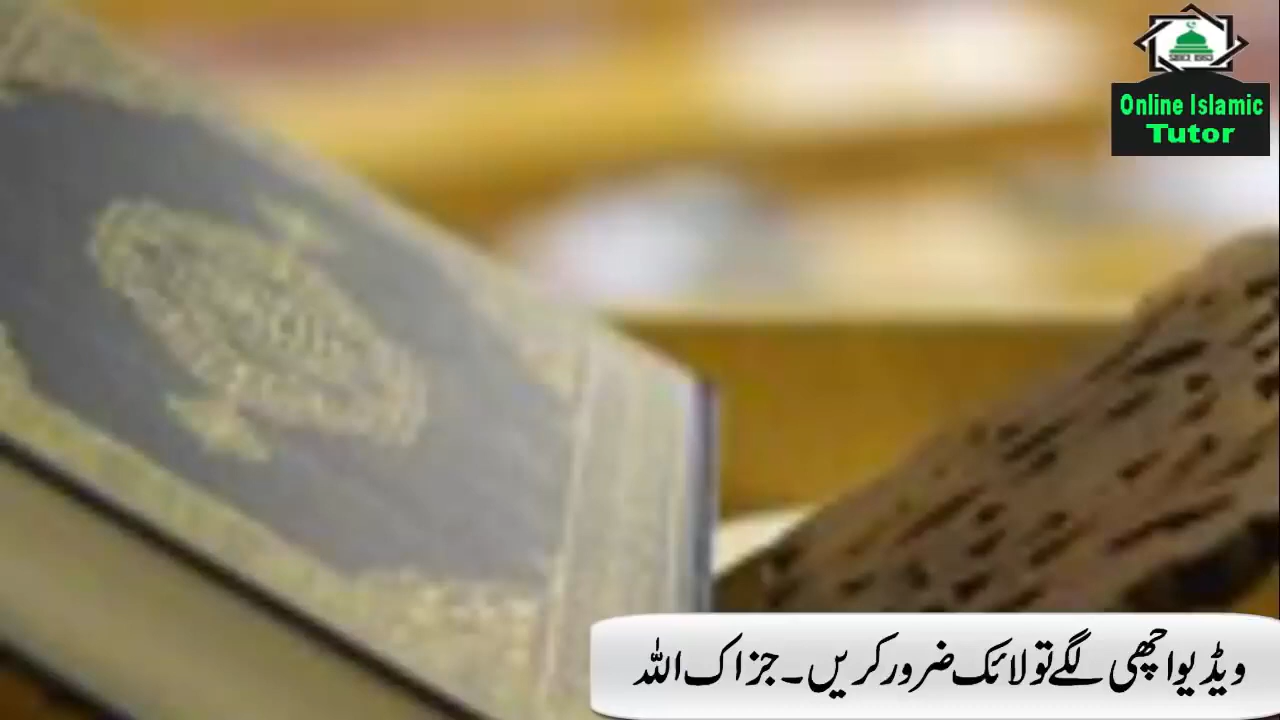 Online Islamic
Tutor
ویڈیو اچھی لگے تو لائک ضرور کریں۔ جزاک اللہ